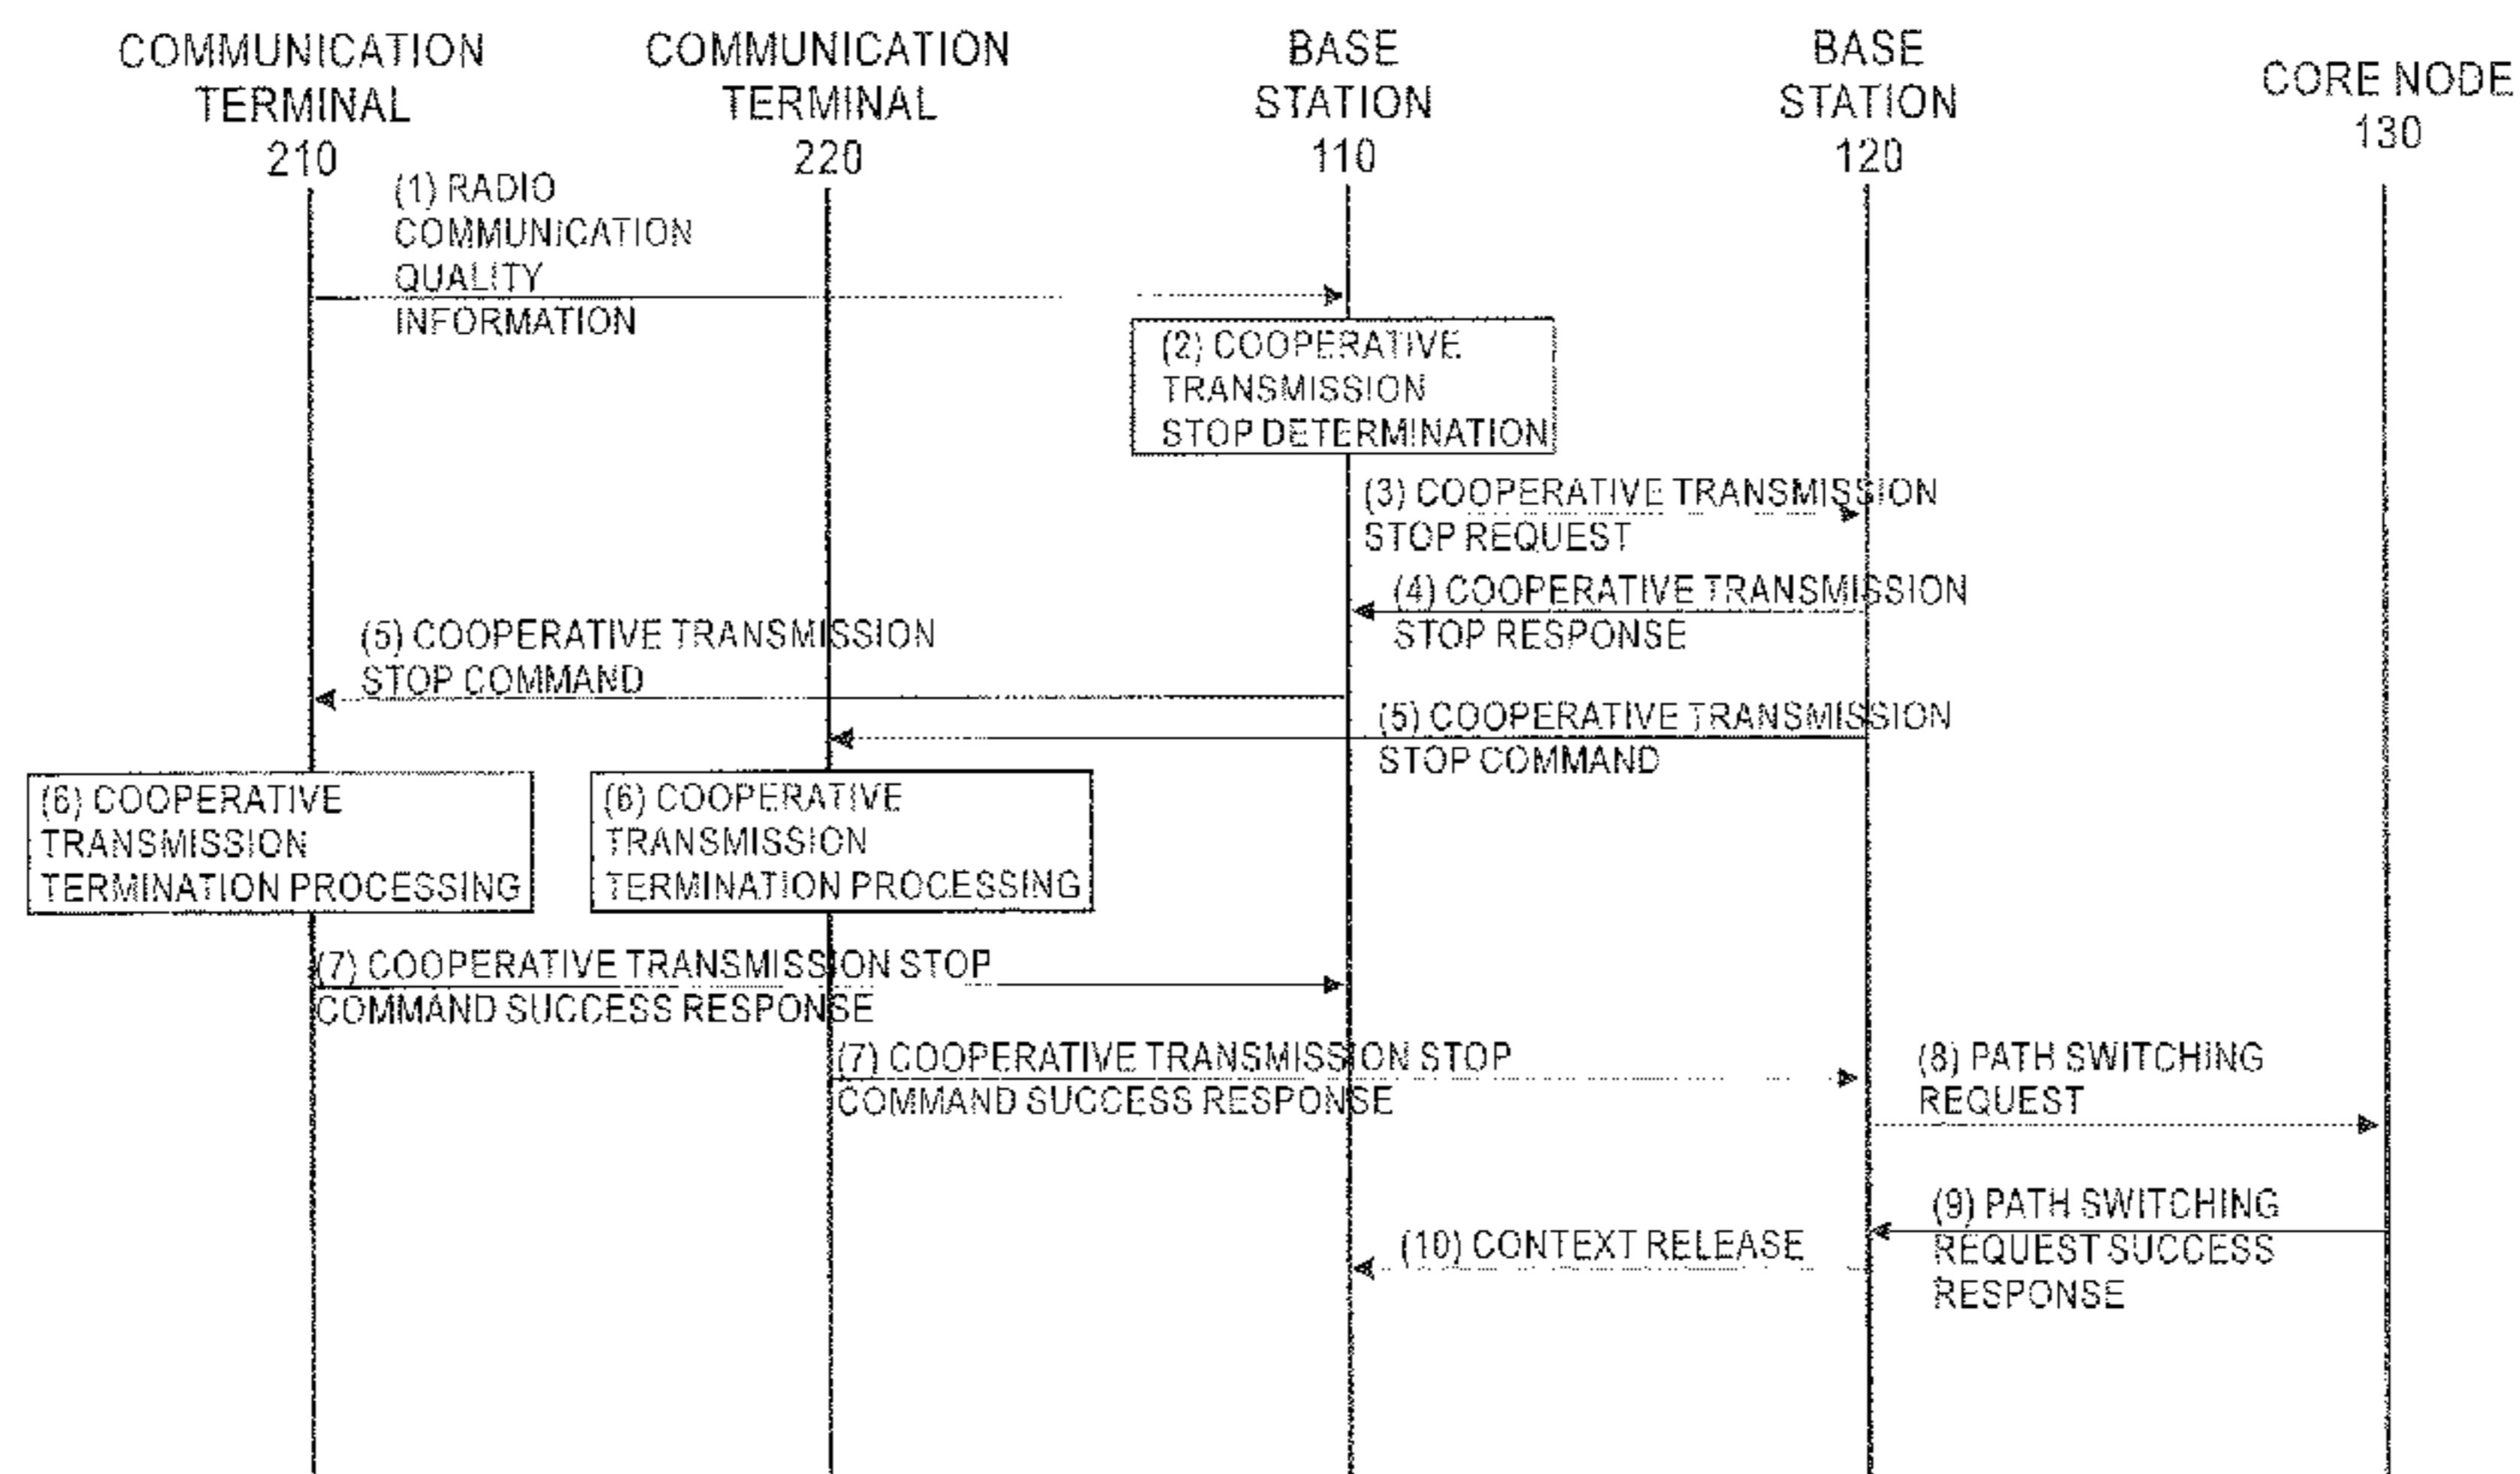 COMMUNICATION
TERMINAL
210
COMMUNICATION
TERMINAL
220
BASE
STATION
110
BASE
STATION
120
CORE NODE
130
(1) RADIO
COMMUNICATION
QUALITY
INFORMATION
(2) COOPERATIVE
TRANSMISSION
STOP DETERMINATION
(3) COOPERATIVE TRANSMISSION
STOP REQUEST
(4) COOPERATIVE TRANSMISSION
STOP RESPONSE
(5) COOPERATIVE TRANSMISSION
STOP COMMAND
(5) COOPERATIVE TRANSMISSION
STOP COMMAND
(6) COOPERATIVE
TRANSMISSION
TERMINATION PROCESSING
(6) COOPERATIVE
TRANSMISSION
TERMINATION PROCESSING
(7) COOPERATIVE TRANSMISSION STOP
COMMAND SUCCESS RESPONSE
(7) COOPERATIVE TRANSMISSION STOP
COMMAND SUCCESS RESPONSE
(8) PATH SWITCHING
REQUEST
(9) PATH SWITCHING
REQUEST SUCCESS
RESPONSE
(10) CONTEXT RELEASE